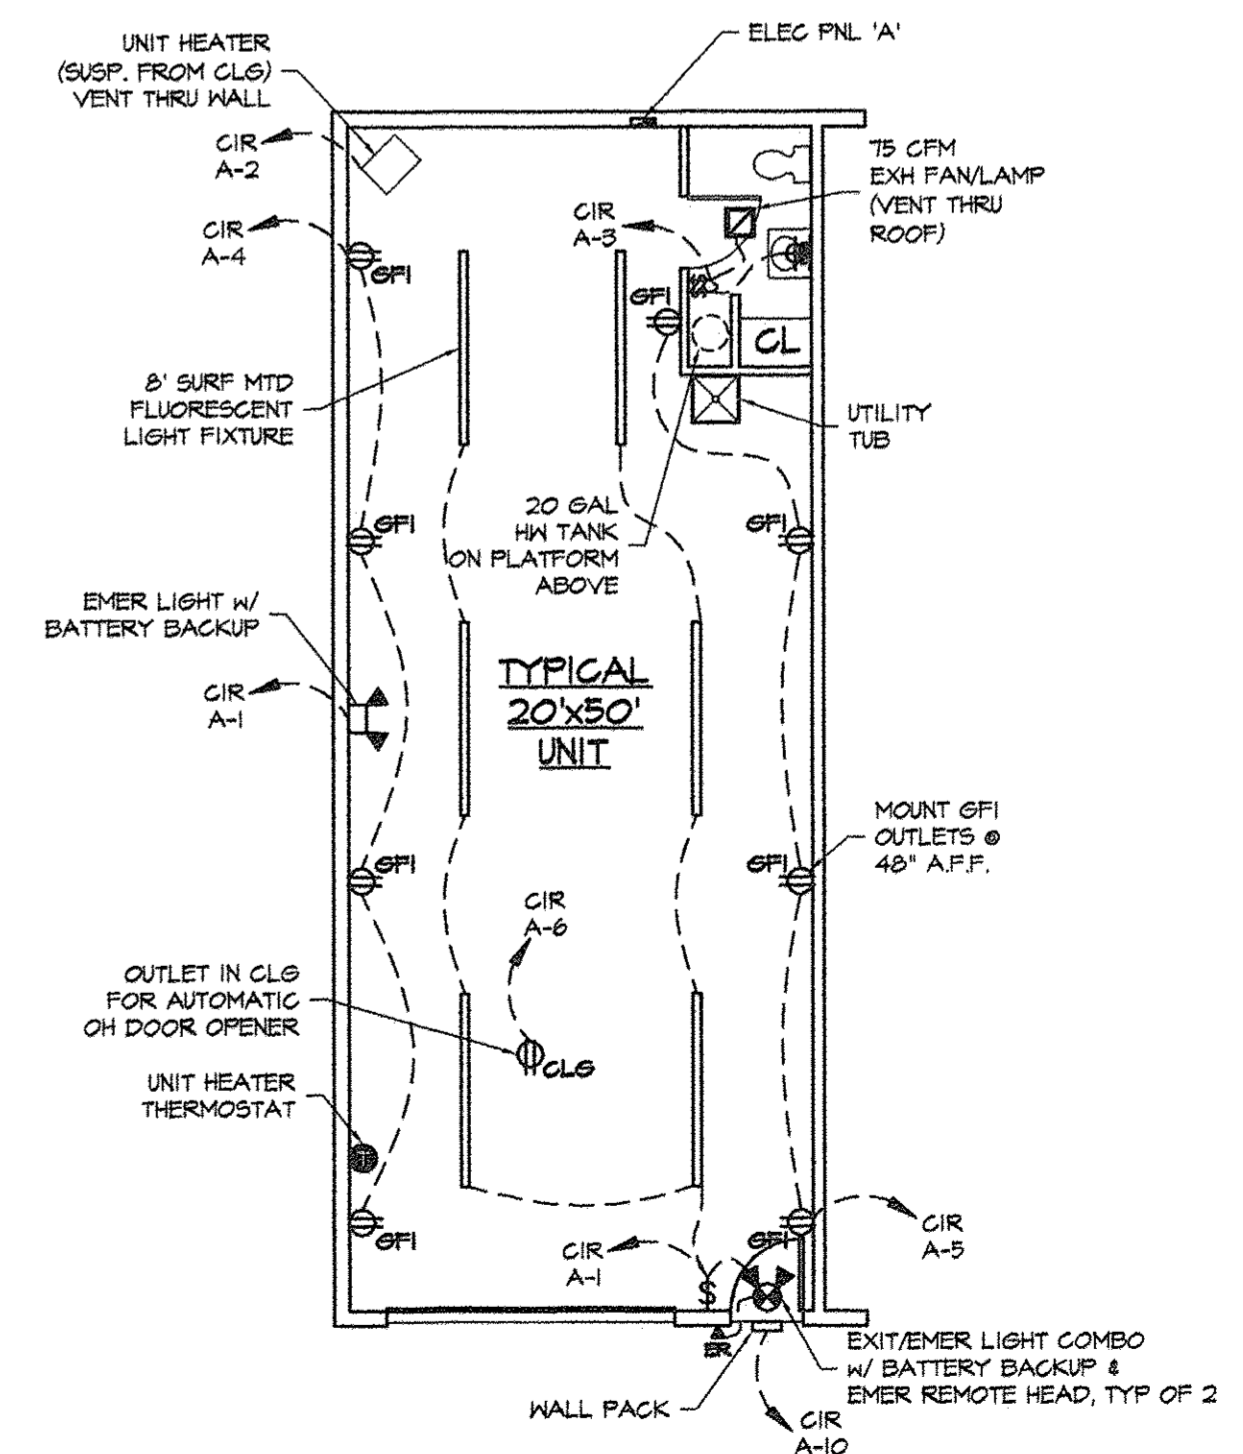 ELEC PNL 'A'
UNIT HEATER
(SUSP. FROM CLG)
VENT THRU WALL
CIR
A-2
75 CFM
EXH FAN/LAMP
(VENT THRU
ROOF)
CIR
A-4
GFI
CIR
A-3
GFI
CL
8' SURF MTD
FLUORESCENT
LIGHT FIXTURE
UTILITY
TUB
20 GAL
HW TANK
ON PLATFORM
ABOVE
GFI
GFI
EMER LIGHT W/
BATTERY BACKUP
CIR
A-1
TYPICAL
20'x50'
UNIT
MOUNT GFI
OUTLETS @
48" A.F.F.
GFI
GFI
CIR
A-6
OUTLET IN CLG
FOR AUTOMATIC
OH DOOR OPENER
CLG
UNIT HEATER
THERMOSTAT
T
GFI
GFI
CIR
A-5
CIR
A-1
$
ER
EXIT/EMER LIGHT COMBO
W/ BATTERY BACKUP &
EMER REMOTE HEAD, TYP OF 2
WALL PACK
CIR
A-10